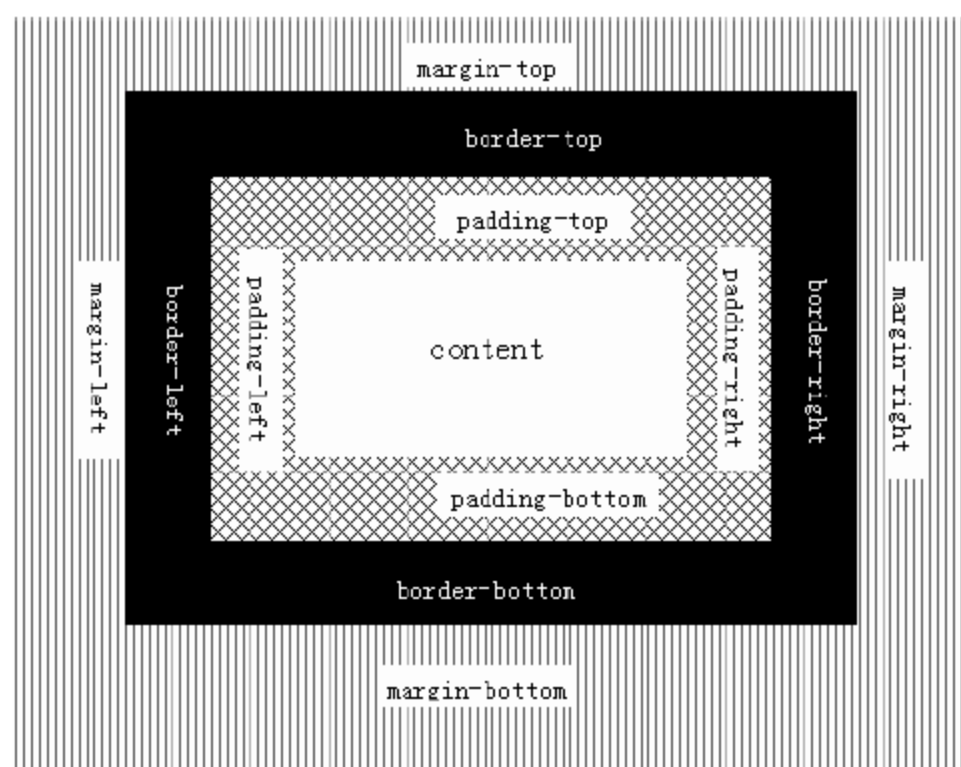 margin-top
border-top
padding-top
margin-left
border-left
padding-left
content
padding-right
border-right
margin-right
padding-bottom
border-botton
margin-bottom